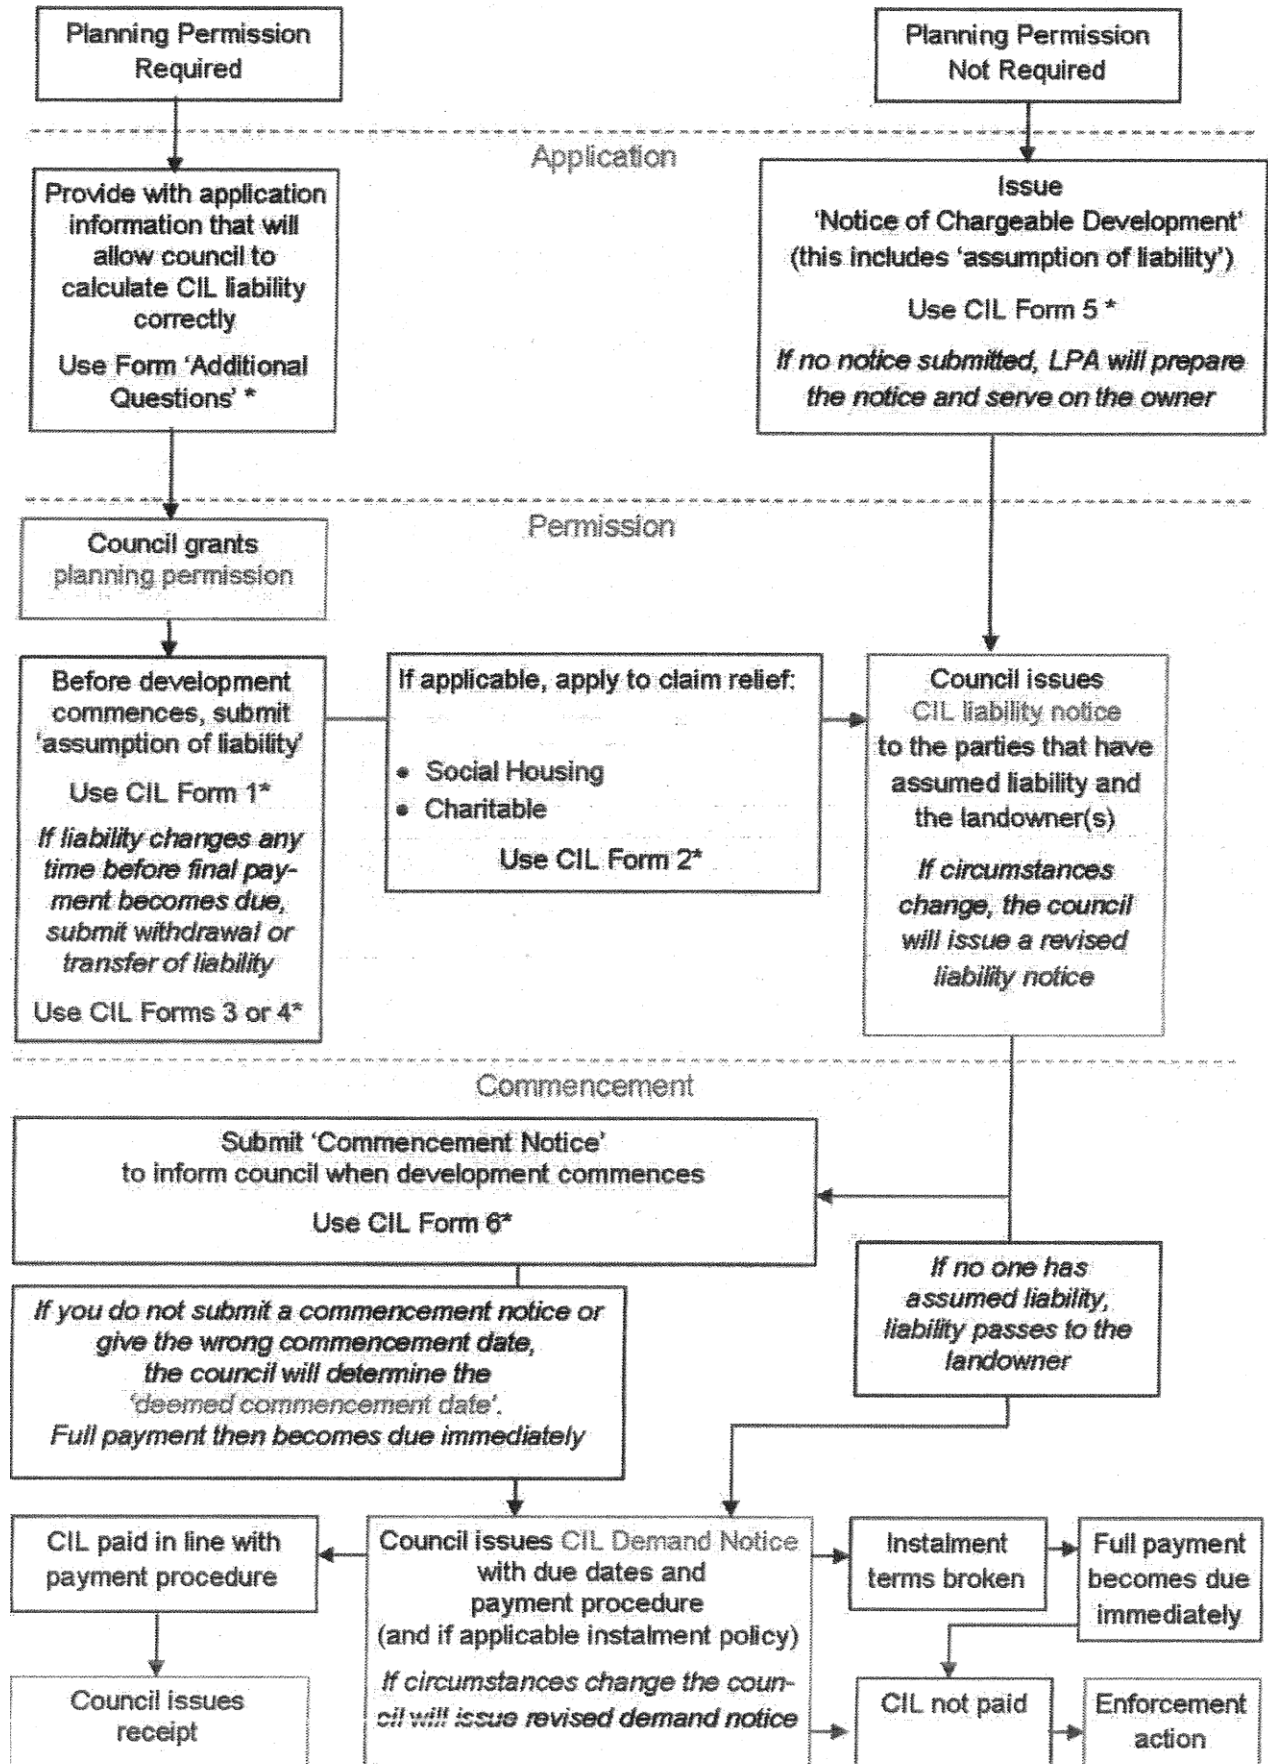 Planning Permission
Required
Planning Permission
Not Required
Application
Provide with application
information that will
allow council to
calculate CIL liability
correctly
Use Form ‘Additional
Questions’ *
Issue
‘Notice of Chargeable Development’
(this includes ‘assumption of liability’)
Use CIL Form 5 *
If no notice submitted, LPA will prepare
the notice and serve on the owner
Permission
Council grants
planning permission
Before development
commences, submit
‘assumption of liability’
Use CIL Form 1*
If liability changes any
time before final pay-
ment becomes due,
submit withdrawal or
transfer of liability
Use CIL Forms 3 or 4*
If applicable, apply to claim relief:
• Social Housing
• Charitable
Use CIL Form 2*
Council issues
CIL liability notice
to the parties that have
assumed liability and
the landowner(s)
If circumstances
change, the council
will issue a revised
liability notice
Commencement
Submit ‘Commencement Notice’
to inform council when development commences
Use CIL Form 6*
If you do not submit a commencement notice or
give the wrong commencement date,
the council will determine the
‘deemed commencement date’.
Full payment then becomes due immediately
If no one has
assumed liability,
liability passes to the
landowner
CIL paid in line with
payment procedure
Council issues
receipt
Council issues CIL Demand Notice
with due dates and
payment procedure
(and if applicable instalment policy)
If circumstances change the coun-
cil will issue revised demand notice
Instalment
terms broken
Full payment
becomes due
immediately
CIL not paid
Enforcement
action